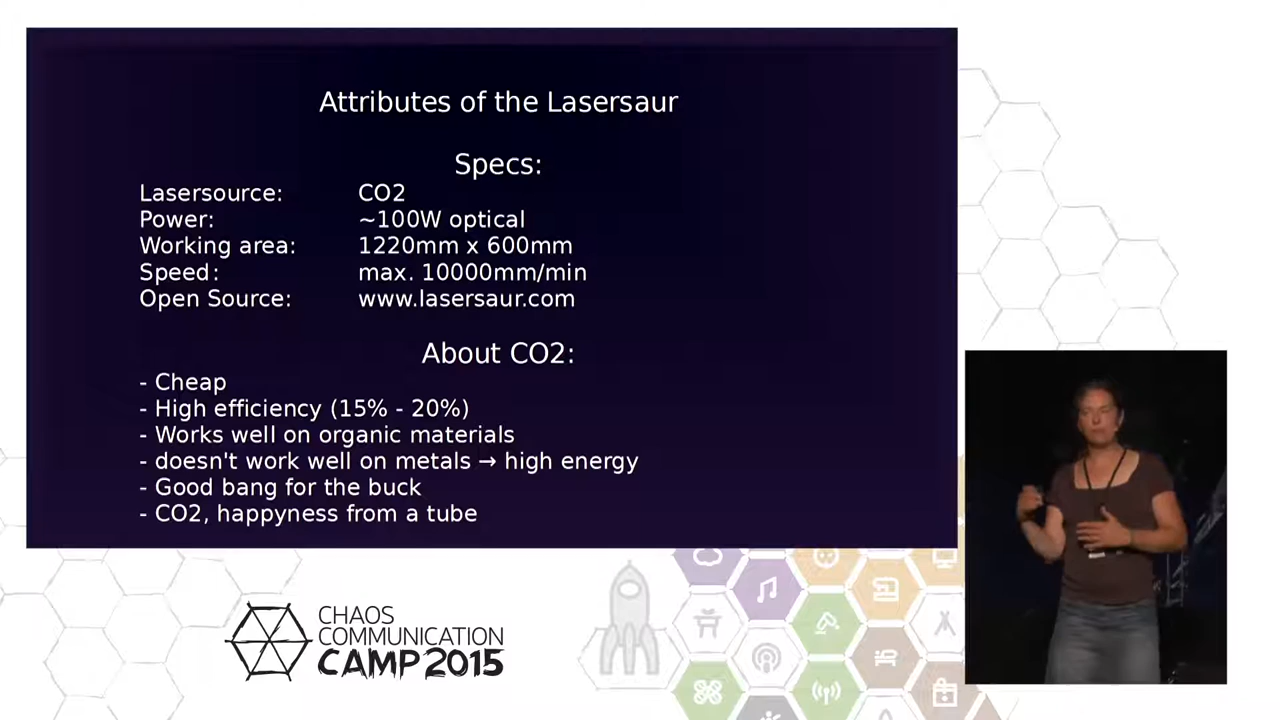 Attributes of the Lasersaur
Specs:
Lasersource: CO2
Power: ~100W optical
Working area: 1220mm x 600mm
Speed: max. 10000mm/min
Open Source: www.lasersaur.com
About CO2:
- Cheap
- High efficiency (15% - 20%)
- Works well on organic materials
- doesn't work well on metals → high energy
- Good bang for the buck
- CO2, happyness from a tube
CHAOS
COMMUNICATION
CAMP 2015